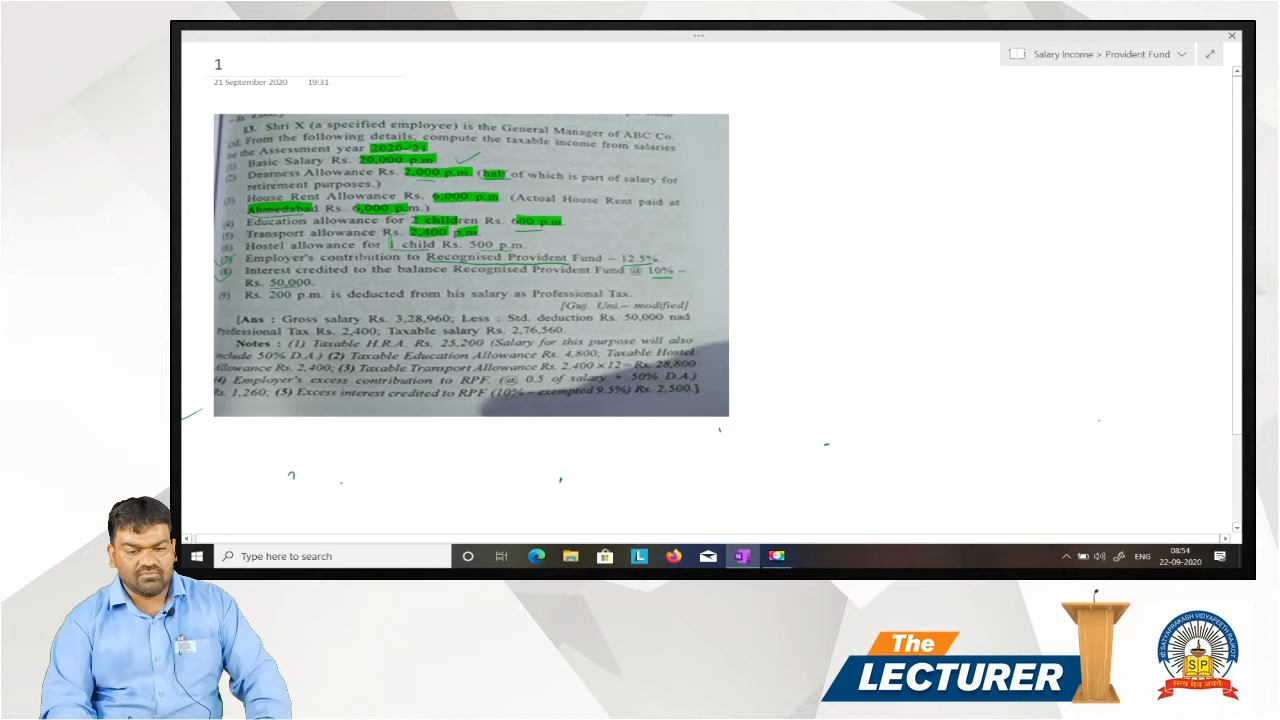 1
21 September 2020 19:31
Salary Income > Provident Fund
13. Shri X (a specified employee) is the General Manager of ABC Co.
Ltd. From the following details, compute the taxable income from salaries
for the Assessment year 2020-'21
(1) Basic Salary Rs. 20,000 p.m
(2) Dearness Allowance Rs. 2,000 p.m. (half of which is part of salary for
retirement purposes.)
(3) House Rent Allowance Rs. 6,000 p.m. (Actual House Rent paid at
Ahmedabad Rs. 6,000 p.m.)
(4) Education allowance for 2 children Rs. 600 p.m.
(5) Transport allowance Rs. 2,400 p.m.
(6) Hostel allowance for 1 child Rs. 500 p.m.
(7) Employer's contribution to Recognised Provident Fund – 12.5%.
(8) Interest credited to the balance Recognised Provident Fund @ 10% –
Rs. 50,000.
(9) Rs. 200 p.m. is deducted from his salary as Professional Tax.
[Guj. Uni.– modified]
[Ans : Gross salary Rs. 3,28,960; Less : Std. deduction Rs. 50,000 nad
Professional Tax Rs. 2,400; Taxable salary Rs. 2,76,560.
Notes : (1) Taxable H.R.A. Rs. 25,200 (Salary for this purpose will also
include 50% D.A.) (2) Taxable Education Allowance Rs. 4,800; Taxable Hostel
Allowance Rs. 2,400; (3) Taxable Transport Allowance Rs. 2,400 × 12 – Rs. 28,800
(4) Employer's excess contribution to RPF. (@ 0.5 of salary + 50% D.A.)
Rs. 1,260; (5) Excess interest credited to RPF (10% – exempted 9.5%) Rs. 2,500.]
Type here to search
ENG
08:54
22-09-2020
The
LECTURER
SP
सत्यमेव जयते